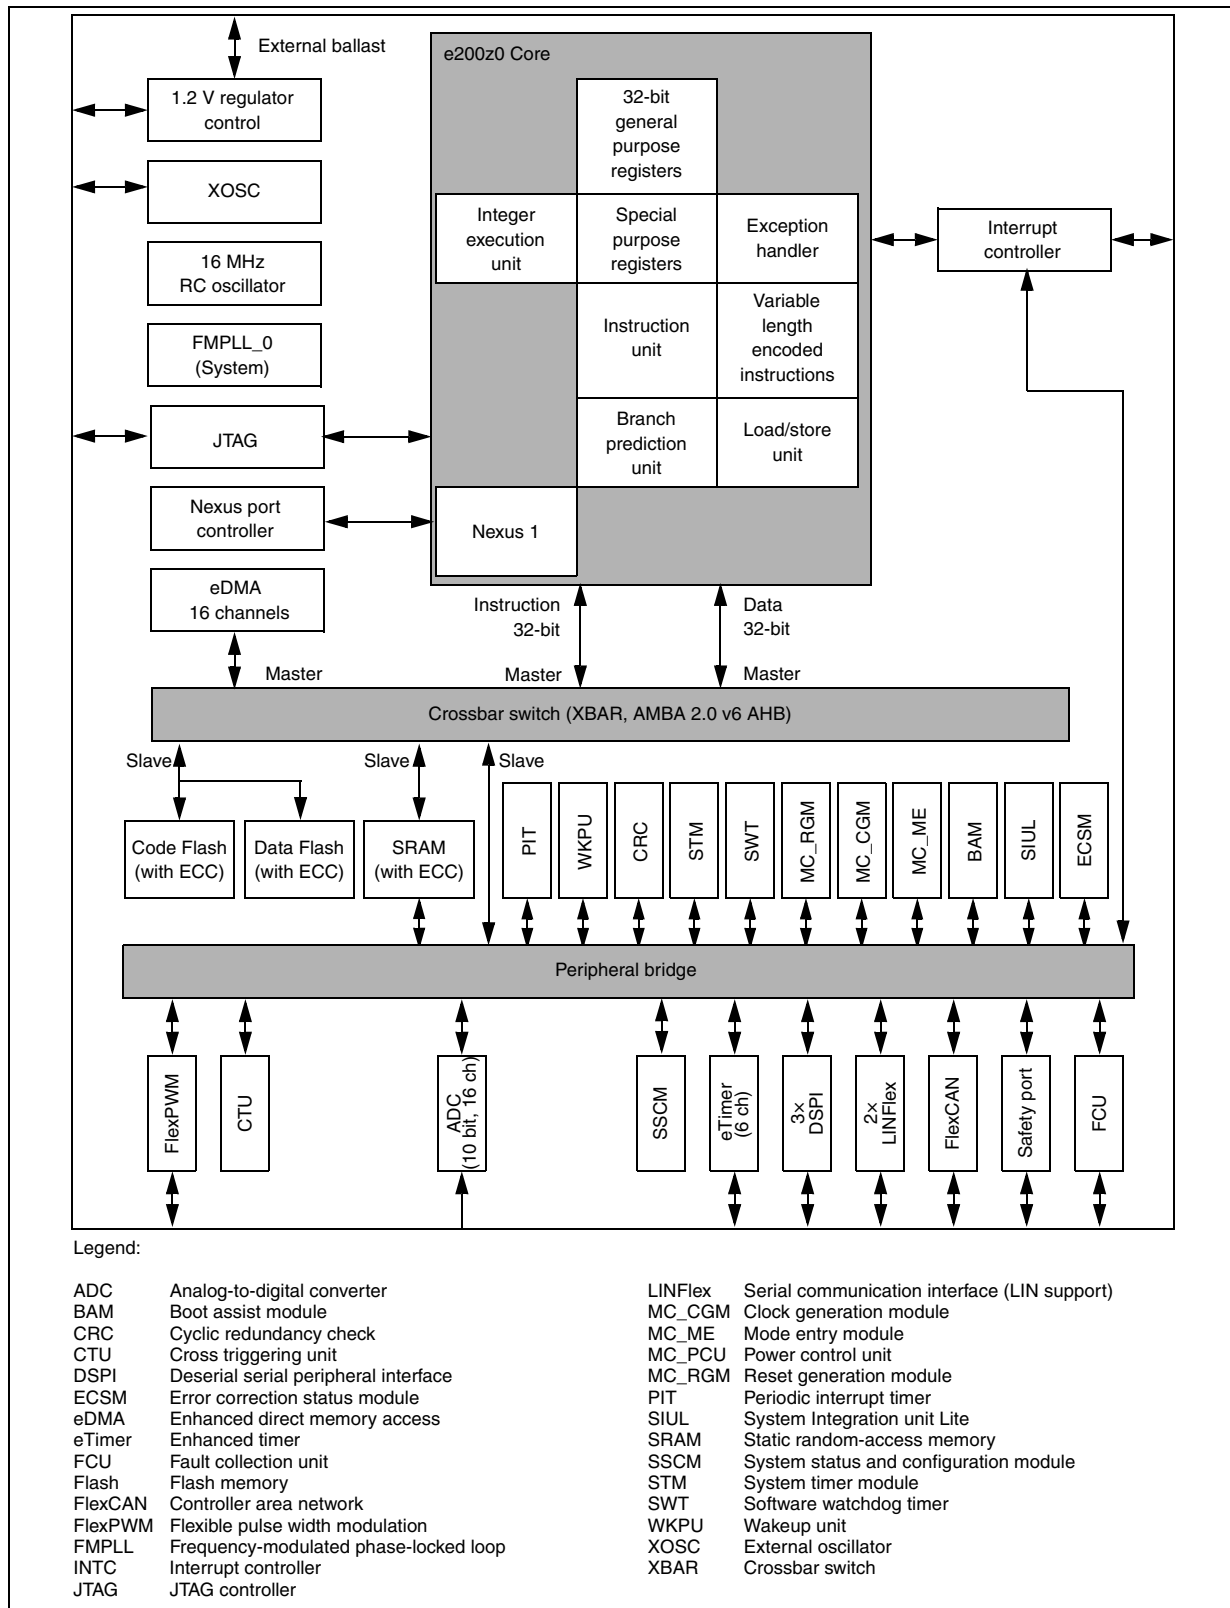 External ballast
1.2 V regulator
control
XOSC
16 MHz
RC oscillator
FMPLL_0
(System)
JTAG
Nexus port
controller
eDMA
16 channels
e200z0 Core
32-bit
general
purpose
registers
Integer
execution
unit
Special
purpose
registers
Exception
handler
Instruction
unit
Variable
length
encoded
instructions
Branch
prediction
unit
Load/store
unit
Nexus 1
Interrupt
controller
Instruction
32-bit
Data
32-bit
Master
Master
Master
Crossbar switch (XBAR, AMBA 2.0 v6 AHB)
Slave
Slave
Slave
Code Flash
(with ECC)
Data Flash
(with ECC)
SRAM
(with ECC)
PIT
WKPU
CRC
STM
SWT
MC_RGM
MC_CGM
MC_ME
BAM
SIUL
ECSM
Peripheral bridge
FlexPWM
CTU
ADC
(10 bit, 16 ch)
SSCM
eTimer
(6 ch)
3×
DSPI
2×
LINFlex
FlexCAN
Safety port
FCU
Legend:
ADC Analog-to-digital converter
BAM Boot assist module
CRC Cyclic redundancy check
CTU Cross triggering unit
DSPI Deserial serial peripheral interface
ECSM Error correction status module
eDMA Enhanced direct memory access
eTimer Enhanced timer
FCU Fault collection unit
Flash Flash memory
FlexCAN Controller area network
FlexPWM Flexible pulse width modulation
FMPLL Frequency-modulated phase-locked loop
INTC Interrupt controller
JTAG JTAG controller
LINFlex Serial communication interface (LIN support)
MC_CGM Clock generation module
MC_ME Mode entry module
MC_PCU Power control unit
MC_RGM Reset generation module
PIT Periodic interrupt timer
SIUL System Integration unit Lite
SRAM Static random-access memory
SSCM System status and configuration module
STM System timer module
SWT Software watchdog timer
WKPU Wakeup unit
XOSC External oscillator
XBAR Crossbar switch